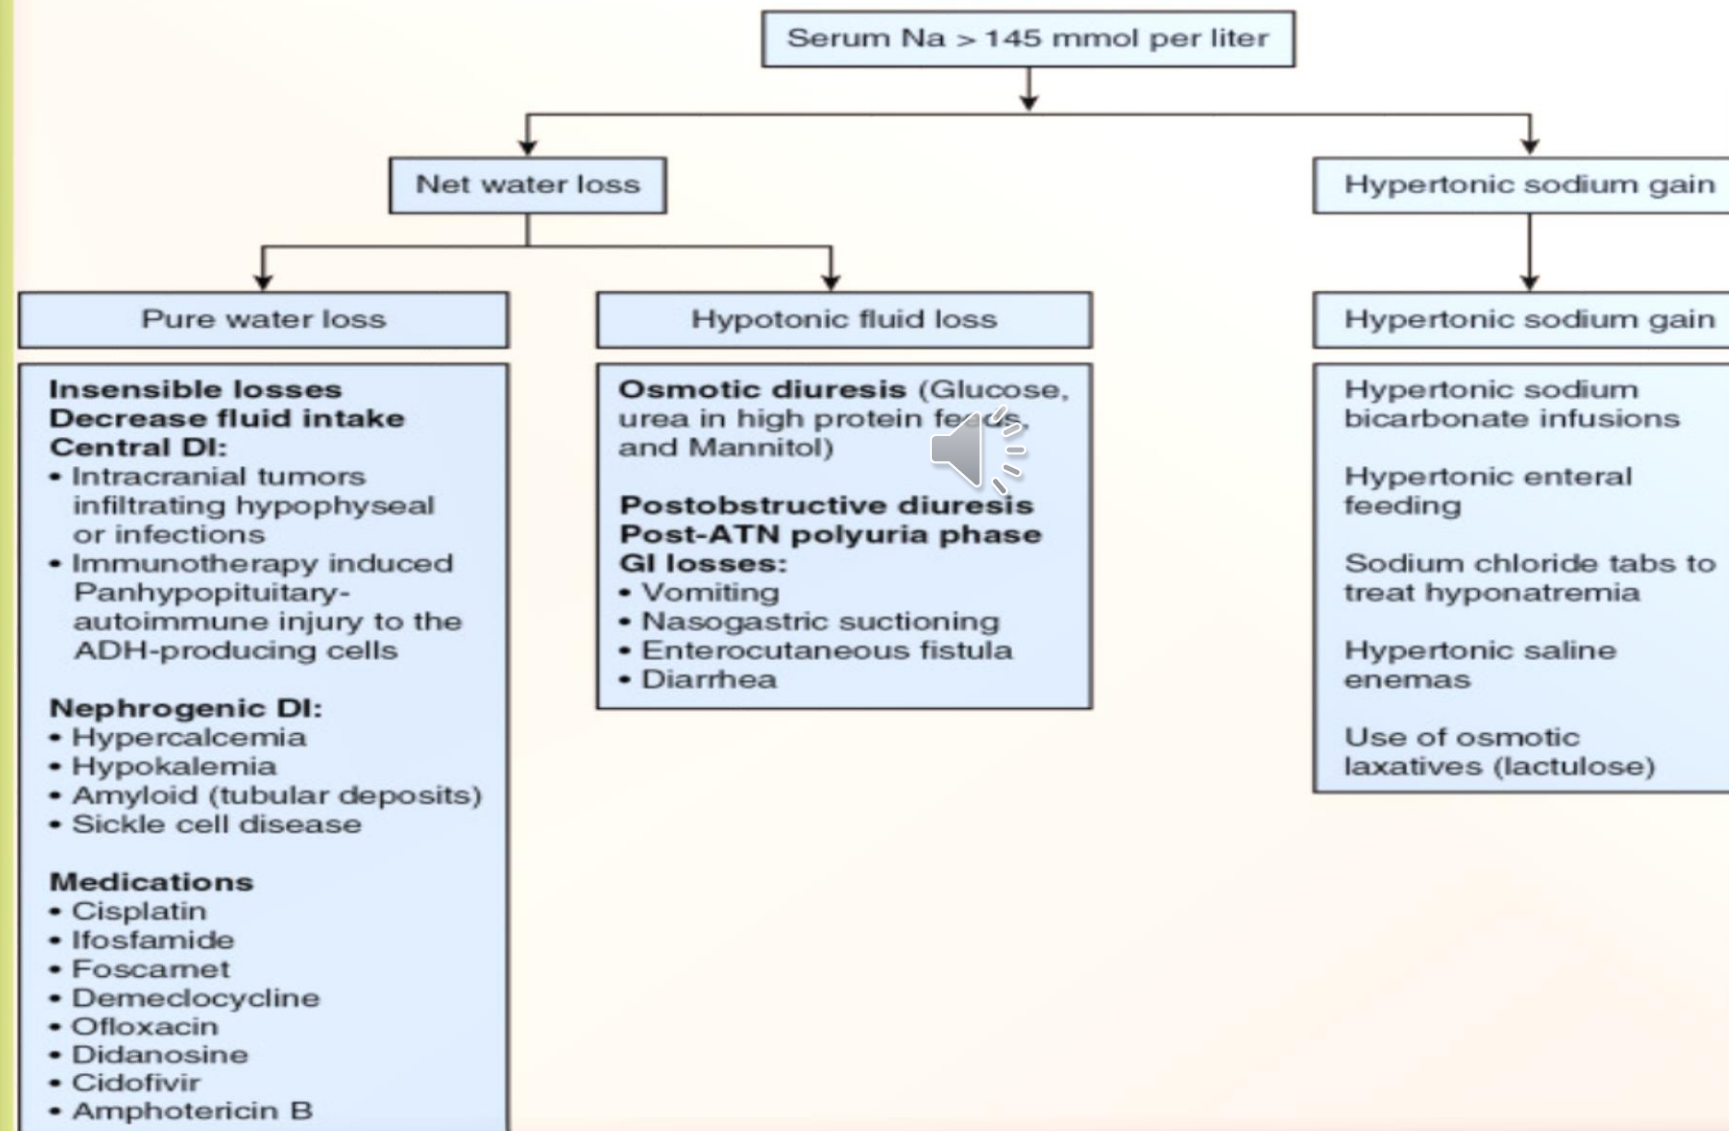 Serum Na > 145 mmol per liter
Net water loss
Hypertonic sodium gain
Pure water loss
Hypotonic fluid loss
Hypertonic sodium gain
Insensible losses
Decrease fluid intake
Central DI:
• Intracranial tumors
infiltrating hypophyseal
or infections
• Immunotherapy induced
Panhypopituitary-
autoimmune injury to the
ADH-producing cells
Nephrogenic DI:
• Hypercalcemia
• Hypokalemia
• Amyloid (tubular deposits)
• Sickle cell disease
Medications
• Cisplatin
• Ifosfamide
• Foscarnet
• Demeclocycline
• Ofloxacin
• Didanosine
• Cidofivir
• Amphotericin B
Osmotic diuresis (Glucose,
urea in high protein feeds,
and Mannitol)
Postobstructive diuresis
Post-ATN polyuria phase
GI losses:
• Vomiting
• Nasogastric suctioning
• Enterocutaneous fistula
• Diarrhea
Hypertonic sodium
bicarbonate infusions
Hypertonic enteral
feeding
Sodium chloride tabs to
treat hyponatremia
Hypertonic saline
enemas
Use of osmotic
laxatives (lactulose)